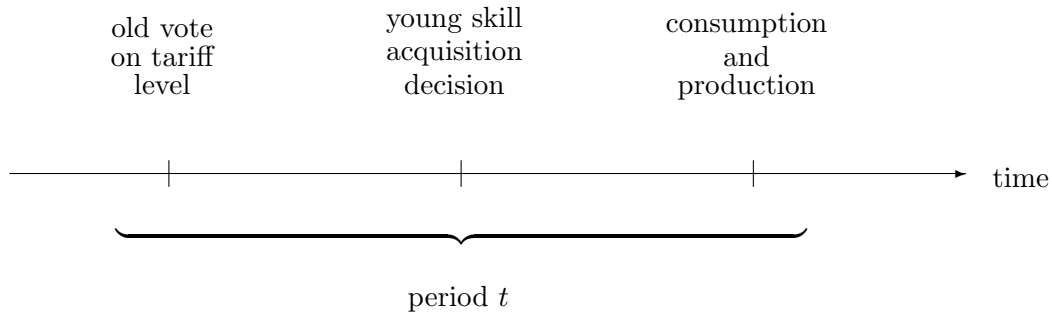 old vote
on tariff
level
young skill
acquisition
decision
consumption
and
production
time
period t